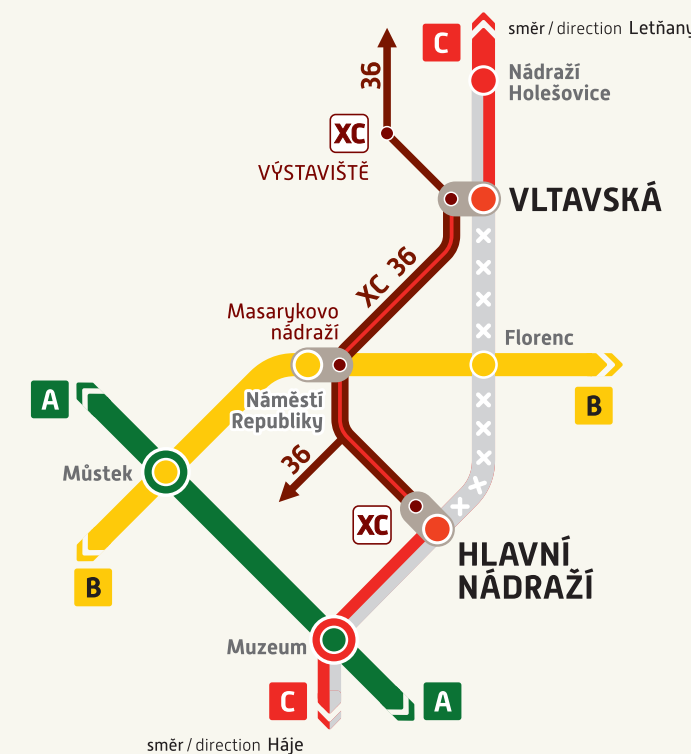 C
směr / direction Letňany
36
Nádraží
Holešovice
XC
VÝSTAVIŠTĚ
VLTAVSKÁ
XC 36
Masarykovo
nádraží
Florenc
A
Náměstí
Republiky
B
36
Můstek
XC
HLAVNÍ
NÁDRAŽÍ
B
Muzeum
C
A
směr / direction Háje